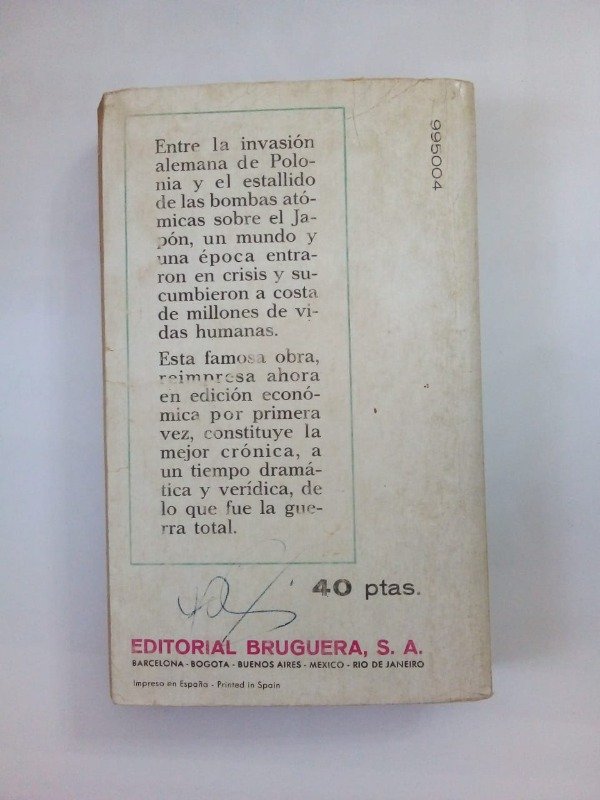 Entre la invasión
alemana de Polo-
nia y el estallido
de las bombas ató-
micas sobre el Ja-
pón, un mundo y
una época entra-
ron en crisis y su-
cumbieron a costa
de millones de vi-
das humanas.
Esta famosa obra,
reimpresa ahora
en edición econó-
mica por primera
vez, constituye la
mejor crónica, a
un tiempo dramá-
tica y verídica, de
lo que fue la gue-
rra total.
995004
40 ptas.
EDITORIAL BRUGUERA, S. A.
BARCELONA - BOGOTA - BUENOS AIRES - MEXICO - RIO DE JANEIRO
Impreso en España - Printed in Spain